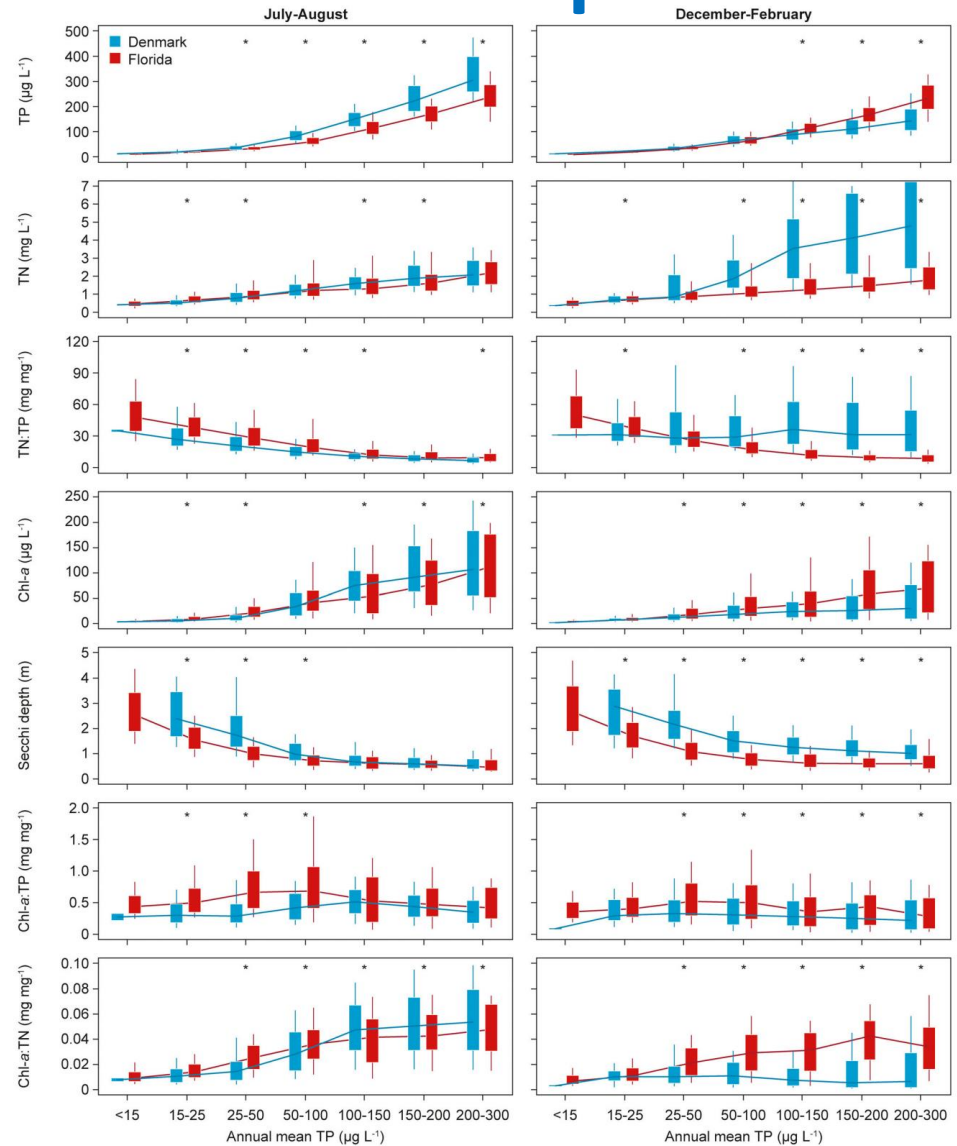 July-August
December-February
Denmark
Florida
TP (µg L-1)
500
400
300
200
100
0
* * * * *
* * * *
TN (mg L-1)
7
6
5
4
3
2
1
0
* * * *
* * * * *
TN:TP (mg mg-1)
120
90
60
30
0
* * * * *
* * * * *
Chl-a (µg L-1)
250
200
150
100
50
0
* * * * *
* * * * *
Secchi depth (m)
5
4
3
2
1
0
* * *
* * * * * *
Chl-a:TP (mg mg-1)
2.0
1.5
1.0
0.5
0
* * *
* * * * *
Chl-a:TN (mg mg-1)
0.10
0.08
0.06
0.04
0.02
0
* * * * *
* * * * *
<15 15-25 25-50 50-100 100-150 150-200 200-300
<15 15-25 25-50 50-100 100-150 150-200 200-300
Annual mean TP (µg L-1)
Annual mean TP (µg L-1)